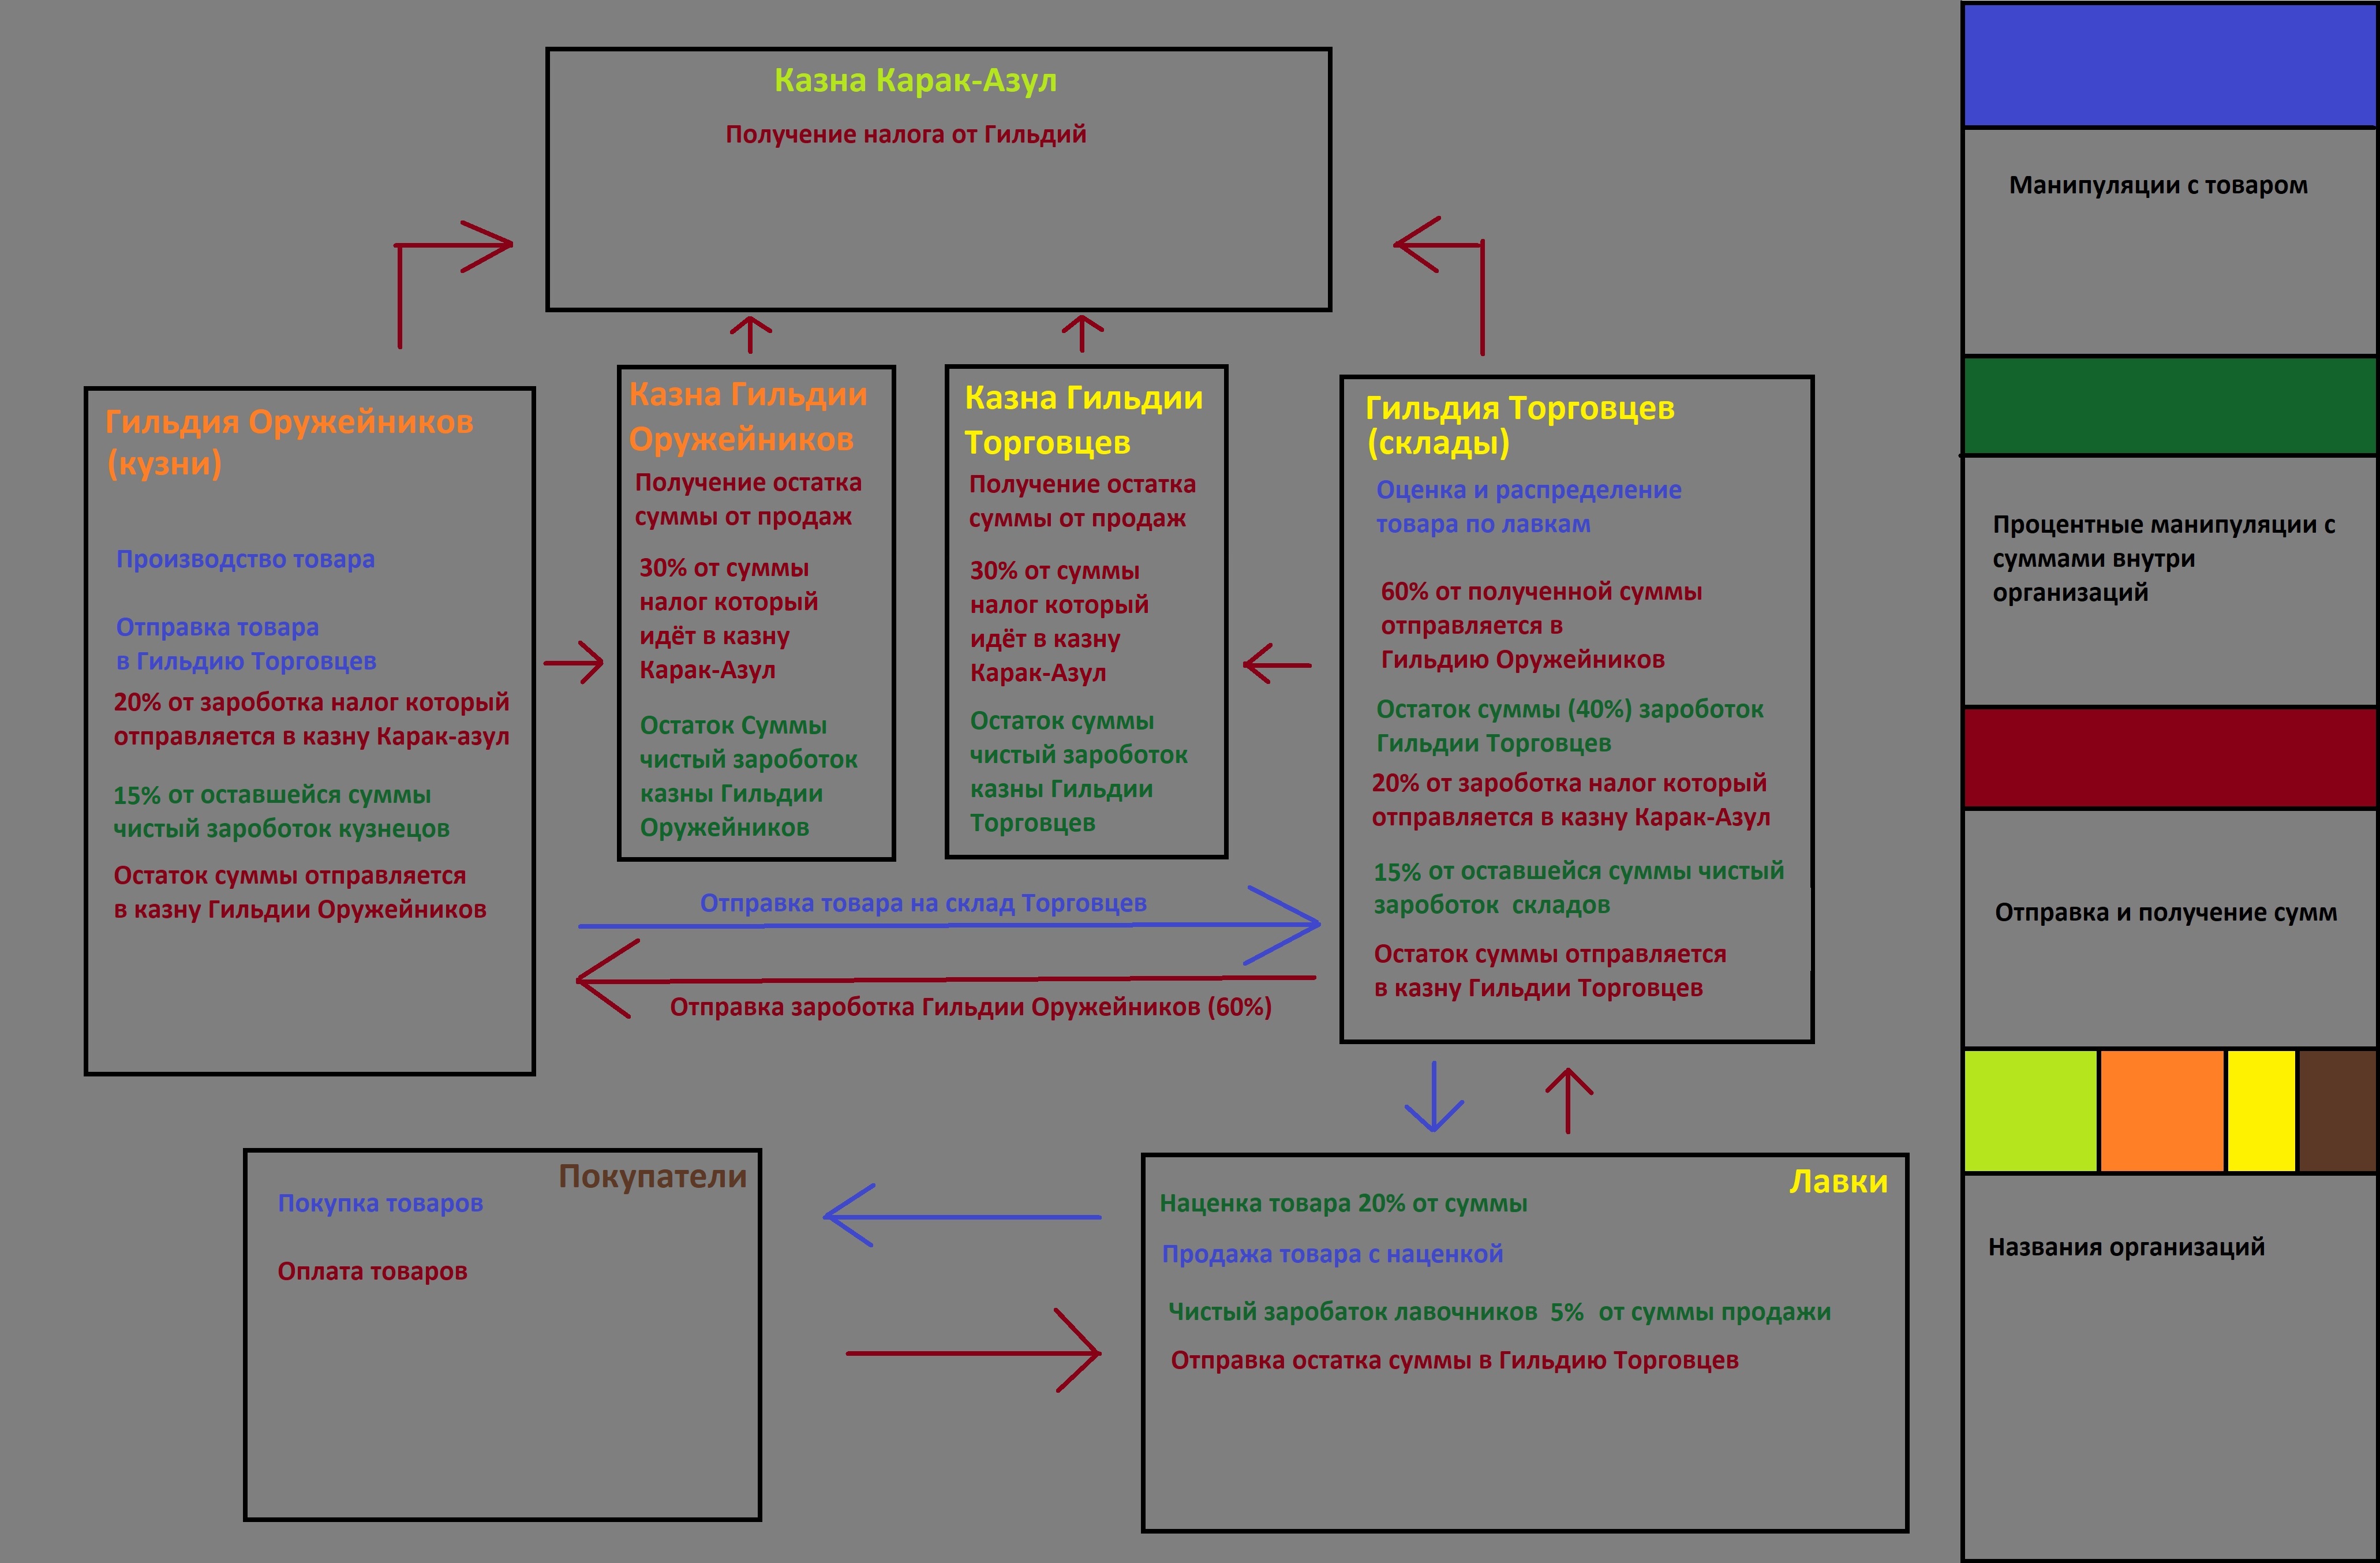 Казна Карак-Азул
Получение налога от Гильдий
Гильдия Оружейников
(кузни)
Производство товара
Отправка товара
в Гильдию Торговцев
20% от зароботка налог который
отправляется в казну Карак-азул
15% от оставшейся суммы
чистый зароботок кузнецов
Остаток суммы отправляется
в казну Гильдии Оружейников
Казна Гильдии
Оружейников
Получение остатка
суммы от продаж
30% от суммы
налог который
идёт в казну
Карак-Азул
Остаток Суммы
чистый зароботок
казны Гильдии
Оружейников
Казна Гильдии
Торговцев
Получение остатка
суммы от продаж
30% от суммы
налог который
идёт в казну
Карак-Азул
Остаток суммы
чистый зароботок
казны Гильдии
Торговцев
Гильдия Торговцев
(склады)
Оценка и распределение
товара по лавкам
60% от полученной суммы
отправляется в
Гильдию Оружейников
Остаток суммы (40%) зароботок
Гильдии Торговцев
20% от зароботка налог который
отправляется в казну Карак-Азул
15% от оставшейся суммы чистый
зароботок складов
Остаток суммы отправляется
в казну Гильдии Торговцев
Отправка товара на склад Торговцев
Отправка зароботка Гильдии Оружейников (60%)
Покупатели
Покупка товаров
Оплата товаров
Лавки
Наценка товара 20% от суммы
Продажа товара с наценкой
Чистый заробаток лавочников 5% от суммы продажи
Отправка остатка суммы в Гильдию Торговцев
Манипуляции с товаром
Процентные манипуляции с
суммами внутри
организаций
Отправка и получение сумм
Названия организаций